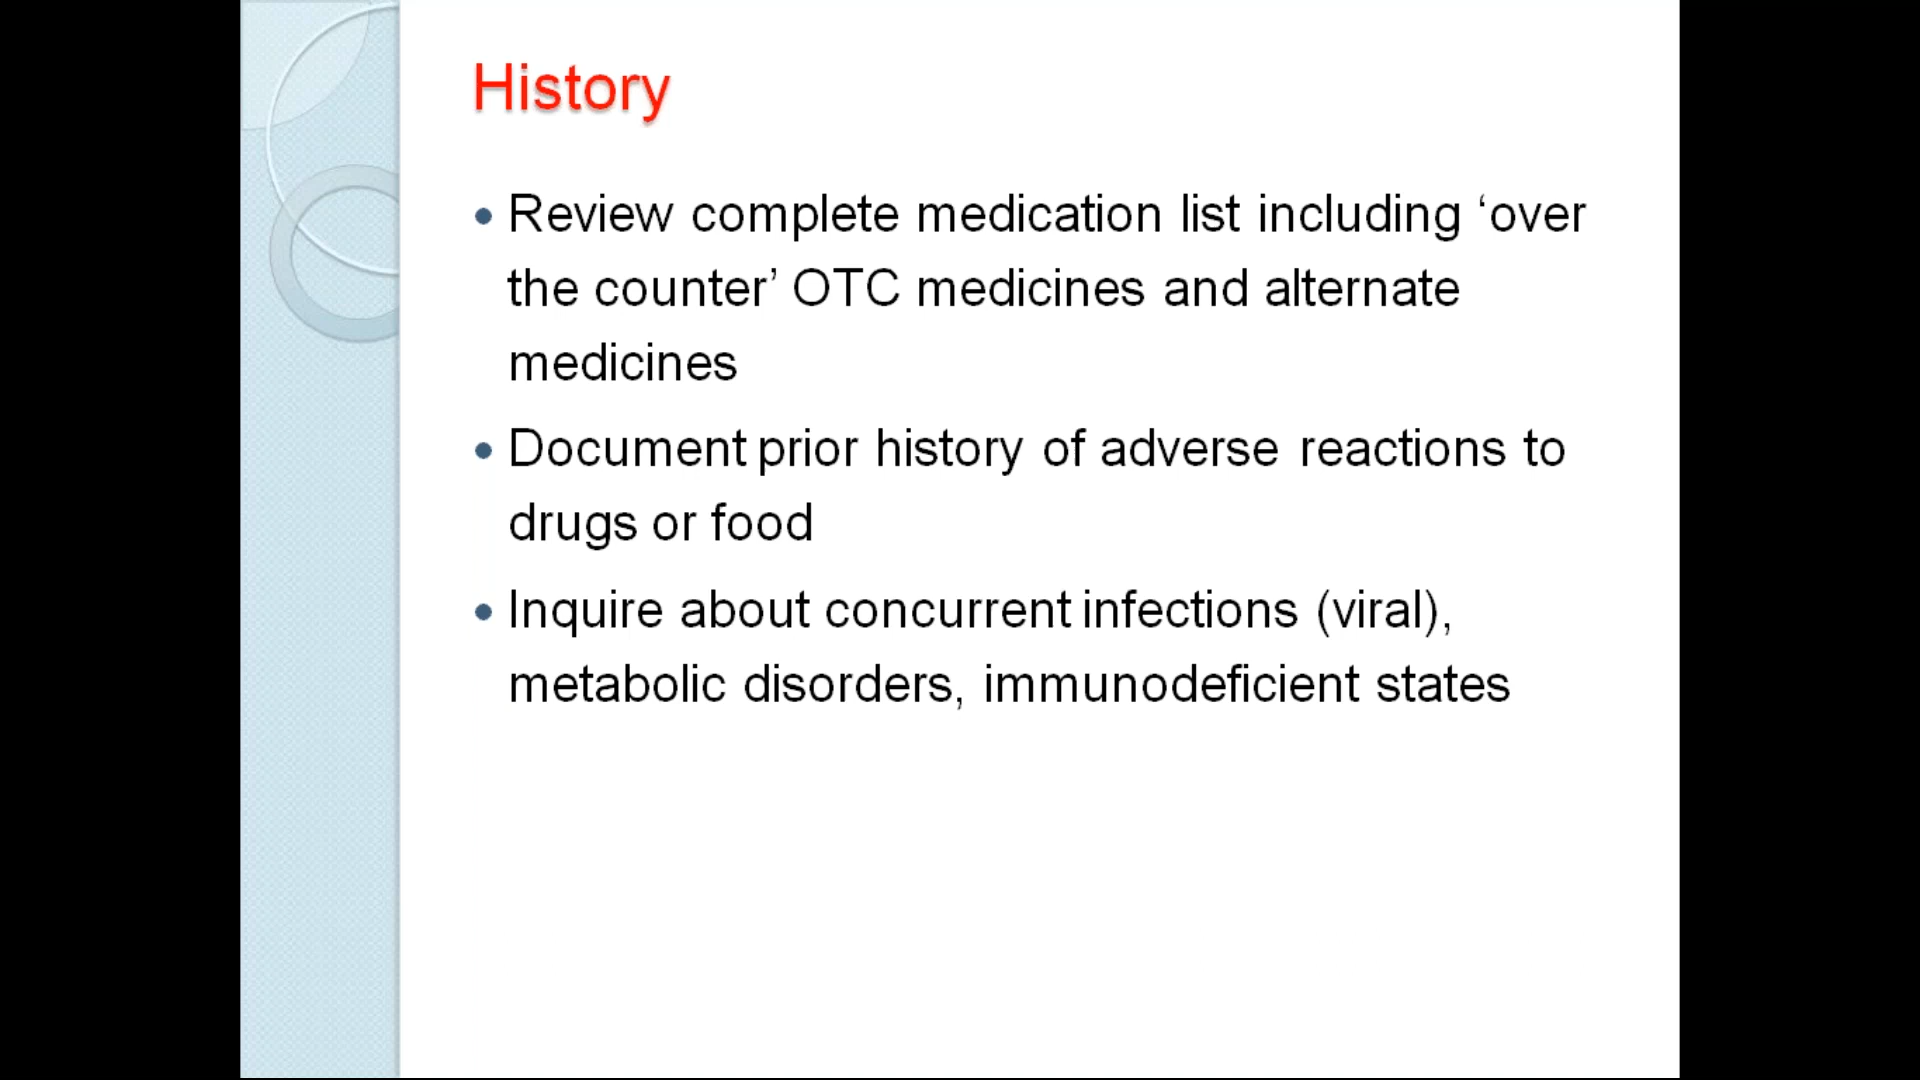 History
• Review complete medication list including ‘over
the counter’ OTC medicines and alternate
medicines
• Document prior history of adverse reactions to
drugs or food
• Inquire about concurrent infections (viral),
metabolic disorders, immunodeficient states